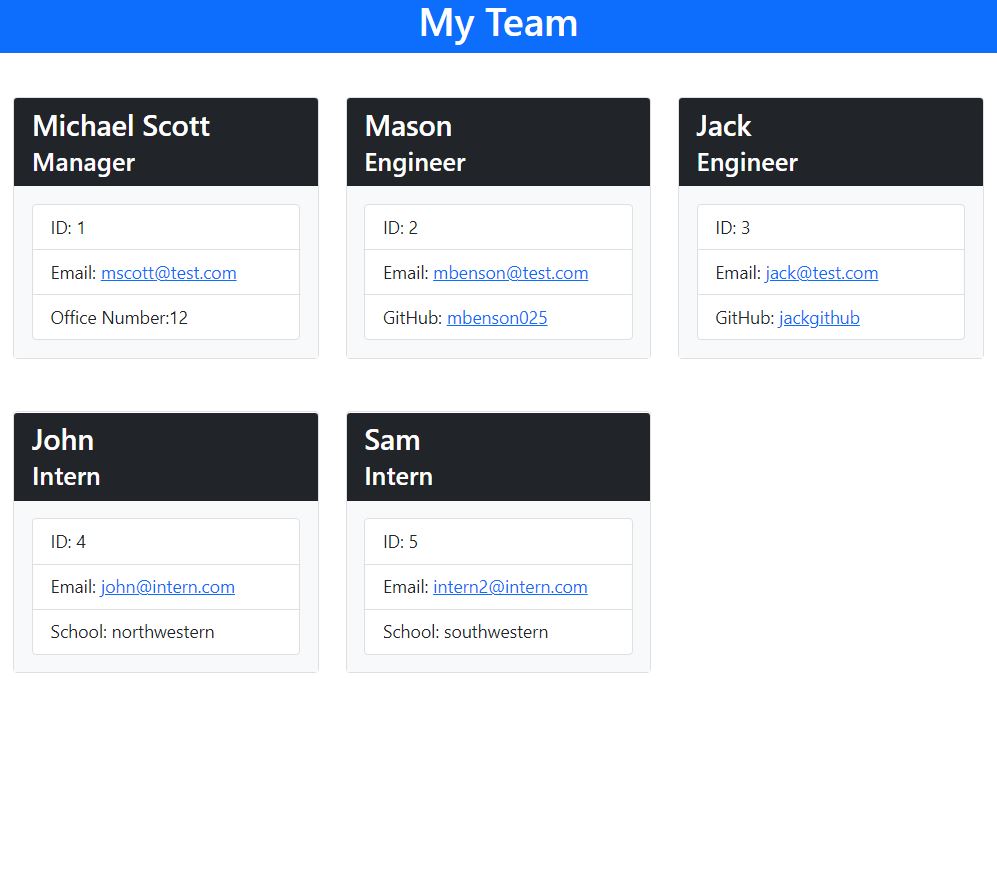 My Team
Michael Scott
Manager
ID: 1
Email: mscott@test.com
Office Number:12
Mason
Engineer
ID: 2
Email: mbenson@test.com
GitHub: mbenson025
Jack
Engineer
ID: 3
Email: jack@test.com
GitHub: jackgithub
John
Intern
ID: 4
Email: john@intern.com
School: northwestern
Sam
Intern
ID: 5
Email: intern2@intern.com
School: southwestern